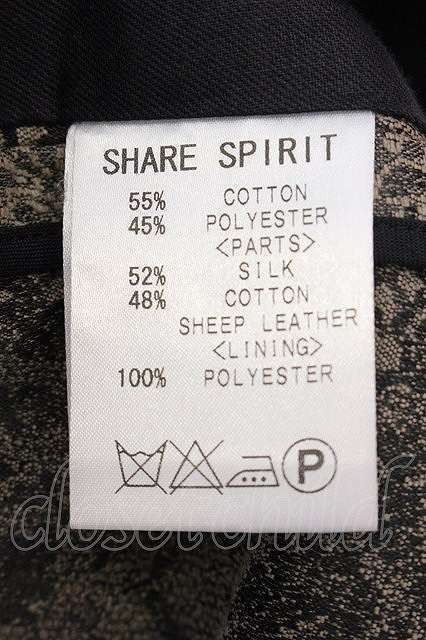 SHARE SPIRIT
55% COTTON
45% POLYESTER
<PARTS>
52% SILK
48% COTTON
SHEEP LEATHER
<LINING>
100% POLYESTER
P
closet child